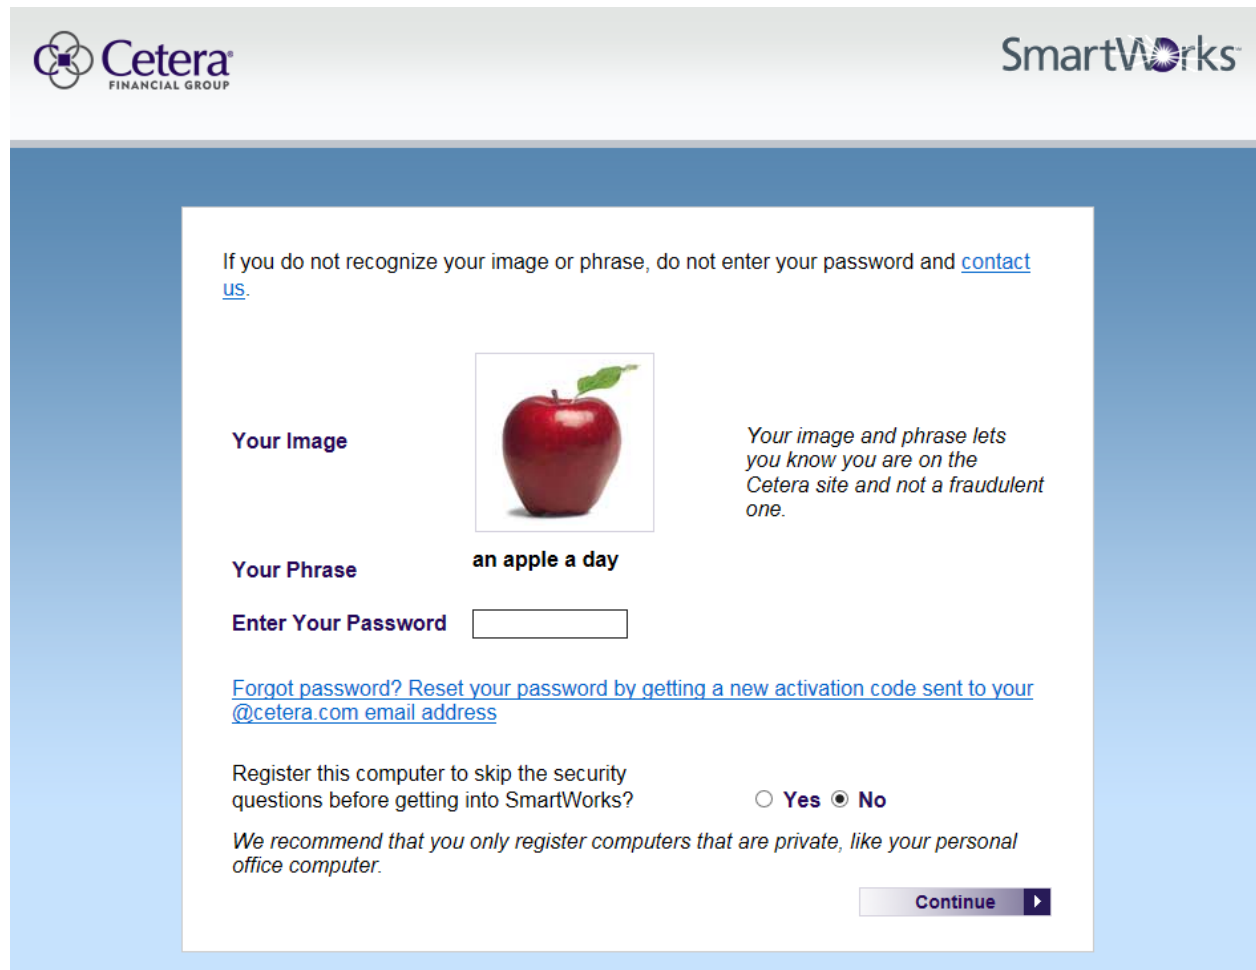 Cetera®
FINANCIAL GROUP
SmartWorks
If you do not recognize your image or phrase, do not enter your password and contact
us.
Your Image
Your image and phrase lets
you know you are on the
Cetera site and not a fraudulent
one.
Your Phrase
an apple a day
Enter Your Password
Forgot password? Reset your password by getting a new activation code sent to your
@cetera.com email address
Register this computer to skip the security
questions before getting into SmartWorks?
Yes No
We recommend that you only register computers that are private, like your personal
office computer.
Continue